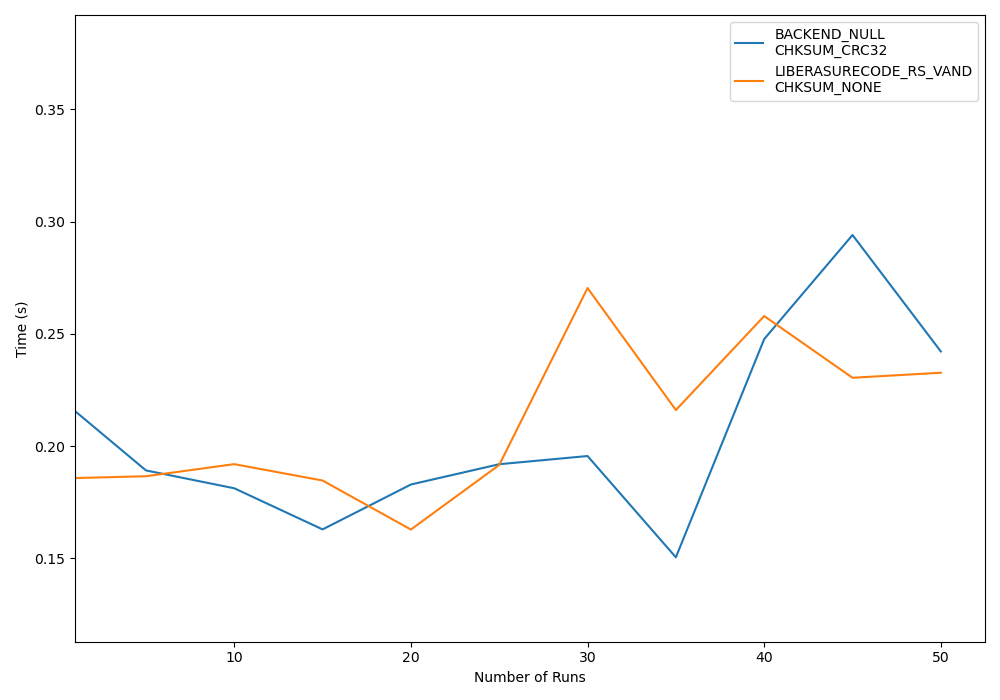 BACKEND_NULL
CHKSUM_CRC32
LIBERASURECODE_RS_VAND
CHKSUM_NONE
0.35
0.30
0.25
0.20
0.15
Time (s)
10 20 30 40 50
Number of Runs